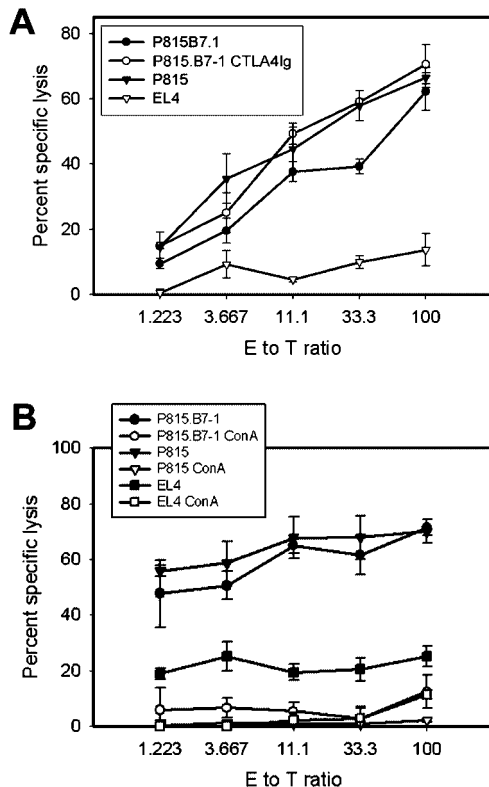 A
P815B7.1
P815.B7-1 CTLA4Ig
P815
EL4
80
60
40
20
0
Percent specific lysis
1.223 3.667 11.1 33.3 100
E to T ratio
B
P815.B7-1
P815.B7-1 ConA
P815
P815 ConA
EL4
EL4 ConA
100
80
60
40
20
0
Percent specific lysis
1.223 3.667 11.1 33.3 100
E to T ratio